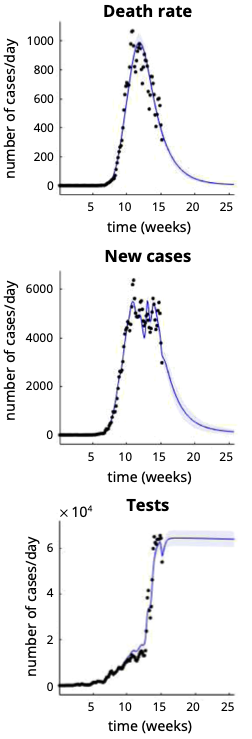 Death rate
number of cases/day
1000
800
600
400
200
0
5 10 15 20 25
time (weeks)
New cases
number of cases/day
6000
4000
2000
0
5 10 15 20 25
time (weeks)
Tests
× 10⁴
number of cases/day
6
4
2
0
0 5 10 15 20 25
time (weeks)